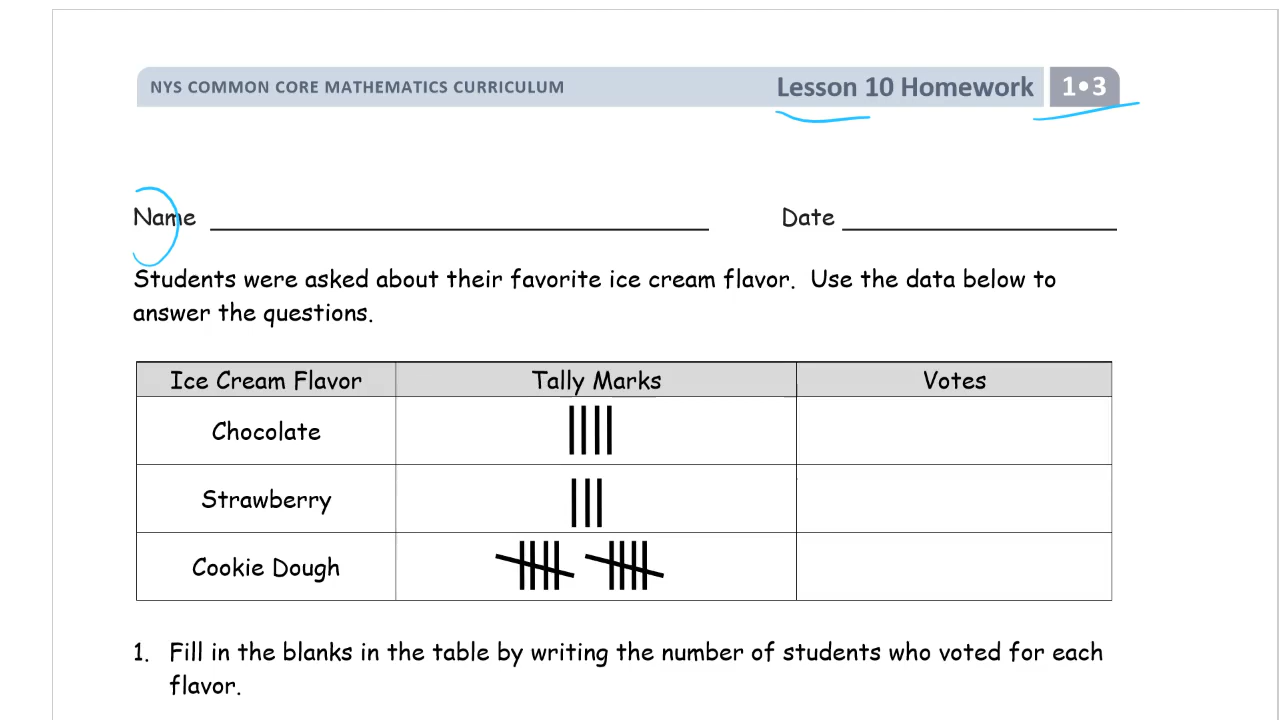 NYS COMMON CORE MATHEMATICS CURRICULUM Lesson 10 Homework 1•3
Name Date
Students were asked about their favorite ice cream flavor. Use the data below to
answer the questions.
Ice Cream Flavor Tally Marks Votes
Chocolate
Strawberry
Cookie Dough
1. Fill in the blanks in the table by writing the number of students who voted for each
flavor.